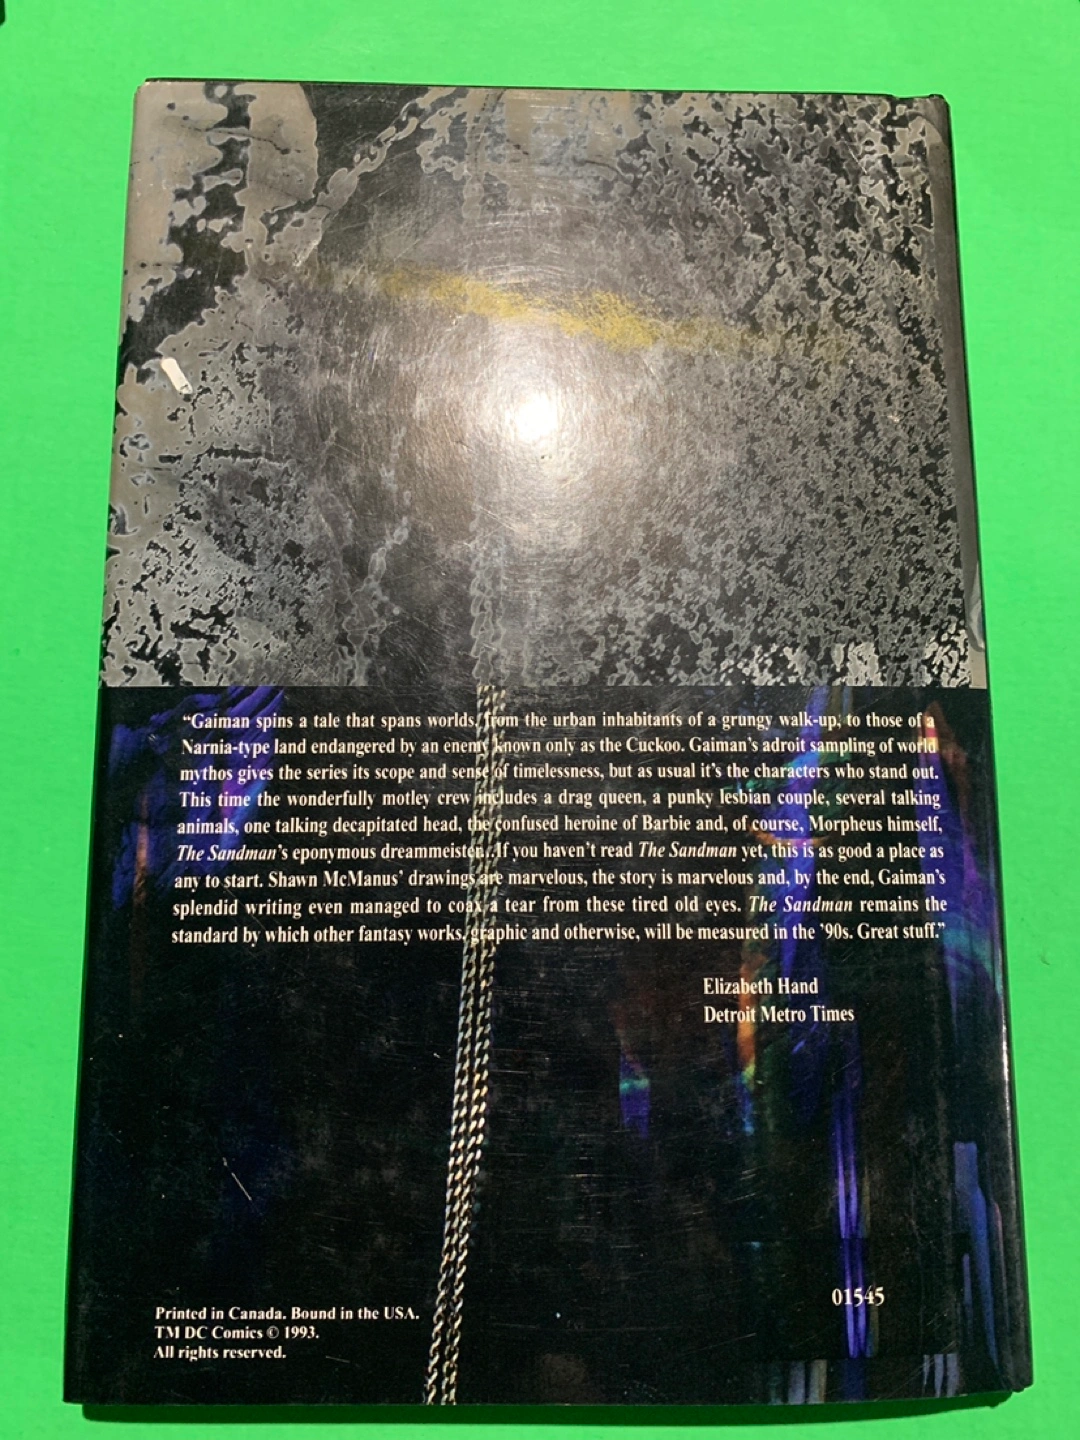 “Gaiman spins a tale that spans worlds, from the urban inhabitants of a grungy walk-up, to those of a
Narnia-type land endangered by an enemy known only as the Cuckoo. Gaiman’s adroit sampling of world
mythos gives the series its scope and sense of timelessness, but as usual it’s the characters who stand out.
This time the wonderfully motley crew includes a drag queen, a punky lesbian couple, several talking
animals, one talking decapitated head, the confused heroine of Barbie and, of course, Morpheus himself,
The Sandman’s eponymous dreammeister. If you haven’t read The Sandman yet, this is as good a place as
any to start. Shawn McManus’ drawings are marvelous, the story is marvelous and, by the end, Gaiman’s
splendid writing even managed to coax a tear from these tired old eyes. The Sandman remains the
standard by which other fantasy works, graphic and otherwise, will be measured in the ’90s. Great stuff.”
Elizabeth Hand
Detroit Metro Times
01545
Printed in Canada. Bound in the USA.
TM DC Comics © 1993.
All rights reserved.